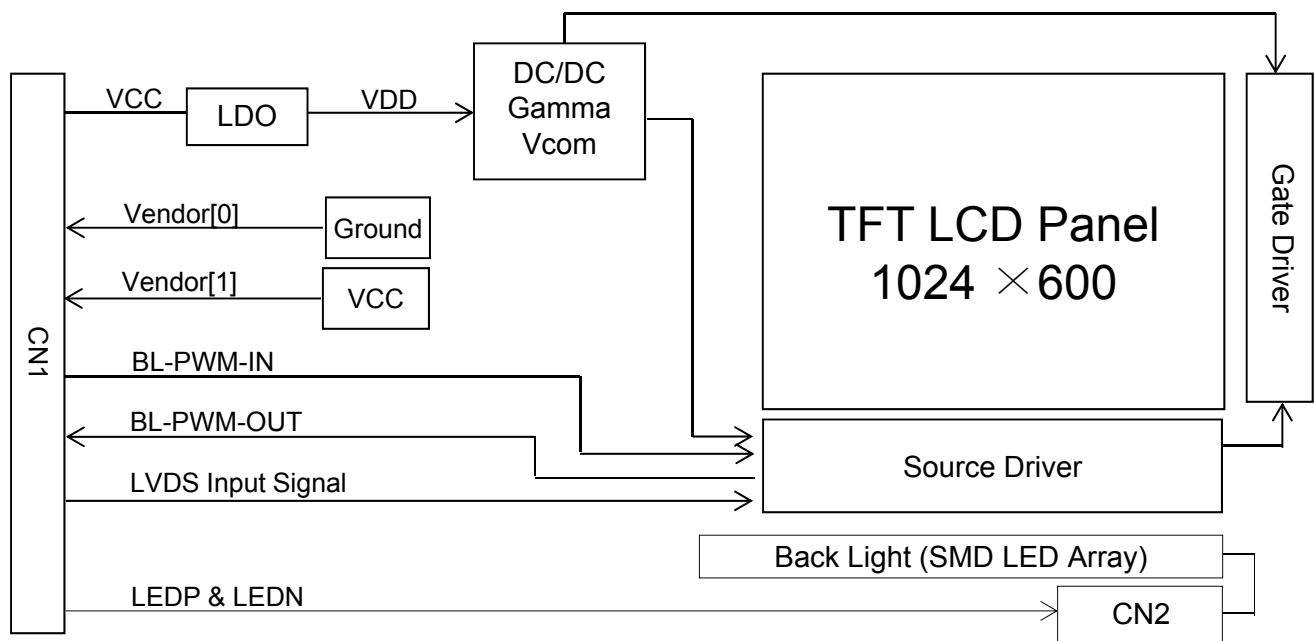 VCC
LDO
VDD
DC/DC
Gamma
Vcom
Vendor[0]
Ground
Vendor[1]
VCC
CN1
BL-PWM-IN
BL-PWM-OUT
LVDS Input Signal
LEDP & LEDN
TFT LCD Panel
1024 ×600
Gate Driver
Source Driver
Back Light (SMD LED Array)
CN2